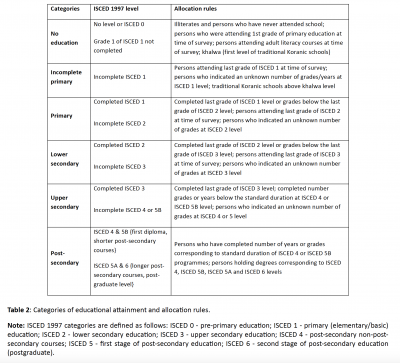 Categories ISCED 1997 level Allocation rules
No education
No level or ISCED 0
Grade 1 of ISCED 1 not
completed
Illiterates and persons who have never attended school;
persons who were attending 1st grade of primary education at
time of survey; persons attending adult literacy courses at time
of survey; khalwa (first level of traditional Koranic schools)
Incomplete
primary
Incomplete ISCED 1
Persons attending last grade of ISCED 1 at time of survey;
persons who indicated an unknown number of grades/years at
ISCED 1 level; traditional Koranic schools above khalwa level
Primary
Completed ISCED 1
Incomplete ISCED 2
Completed last grade of ISCED 1 level or grades below the last
grade of ISCED 2 level; persons attending last grade of ISCED 2
at time of survey; persons who indicated an unknown number
of grades at ISCED 2 level
Lower
secondary
Completed ISCED 2
Incomplete ISCED 3
Completed last grade of ISCED 2 level or grades below the last
grade of ISCED 3 level; persons attending last grade of ISCED 3
at time of survey; persons who indicated an unknown number
of grades at ISCED 3 level
Upper
secondary
Completed ISCED 3
Incomplete ISCED 4 or 5B
Completed last grade of ISCED 3 level; completed number
grades or years below the standard duration at ISCED 4 or
ISCED 5B level; persons who indicated an unknown number of
grades at ISCED 4 or 5 level
Post-
secondary
ISCED 4 & 5B (first diploma,
shorter post-secondary
courses)
ISCED 5A & 6 (longer post-
secondary courses, post-
graduate level)
Persons who have completed number of years or grades
corresponding to standard duration of ISCED 4 or ISCED 5B
programmes; persons holding degrees corresponding to ISCED
4, ISCED 5B, ISCED 5A and ISCED 6 levels
Table 2: Categories of educational attainment and allocation rules.
Note: ISCED 1997 categories are defined as follows: ISCED 0 - pre-primary education; ISCED 1 - primary (elementary/basic)
education; ISCED 2 - lower secondary education; ISCED 3 - upper secondary education; ISCED 4 - post-secondary non-post-
secondary courses; ISCED 5 - first stage of post-secondary education; ISCED 6 - second stage of post-secondary education
(postgraduate).